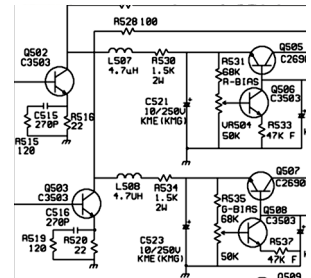 R528 100
Q502
C3503
L507
4.7uH
R530
1.5K
2W
R531
68K
R-BIAS
Q505
C2690
Q506
C3503
C515
270P
R516
22
R515
120
C521
10/250V
KME(KMG)
VR504
50K
R533
47K F
Q503
C3503
L508
4.7UH
R534
1.5K
2W
R535
G-BIAS
68K
Q507
C2690
Q508
C3503
C516
270P
R519
120
R520
22
C523
10/250V
KME(KMG)
50K
R537
47K F
Q509